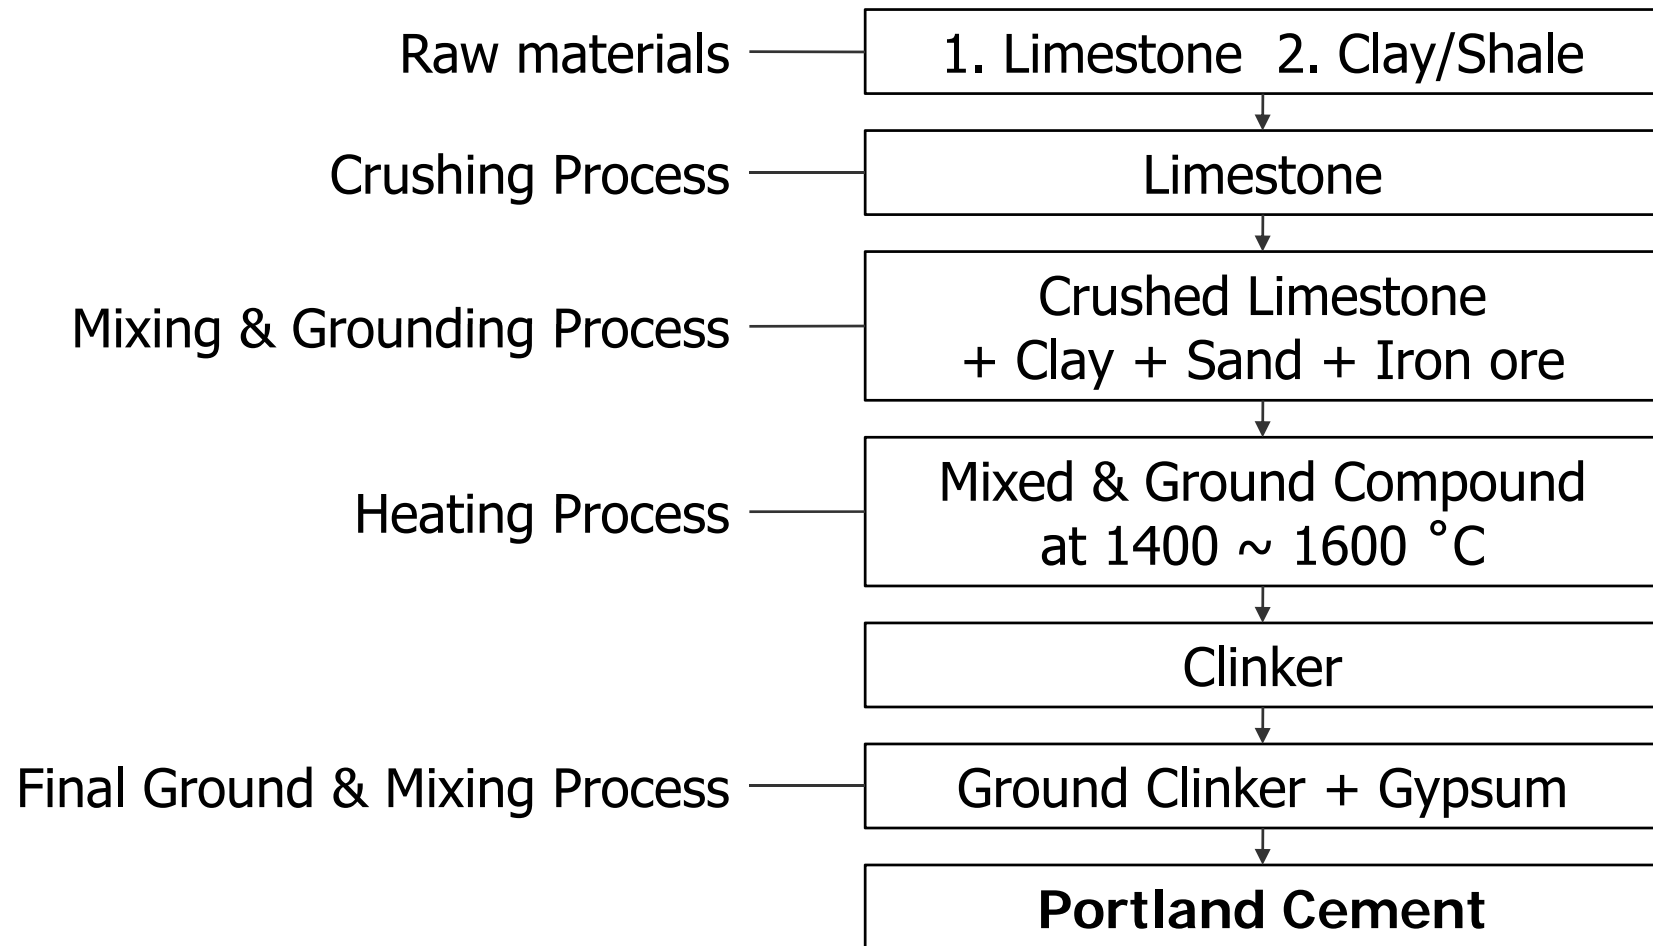 Raw materials
1. Limestone 2. Clay/Shale
Crushing Process
Limestone
Mixing & Grounding Process
Crushed Limestone
+ Clay + Sand + Iron ore
Heating Process
Mixed & Ground Compound
at 1400 ~ 1600 ˚C
Clinker
Final Ground & Mixing Process
Ground Clinker + Gypsum
Portland Cement